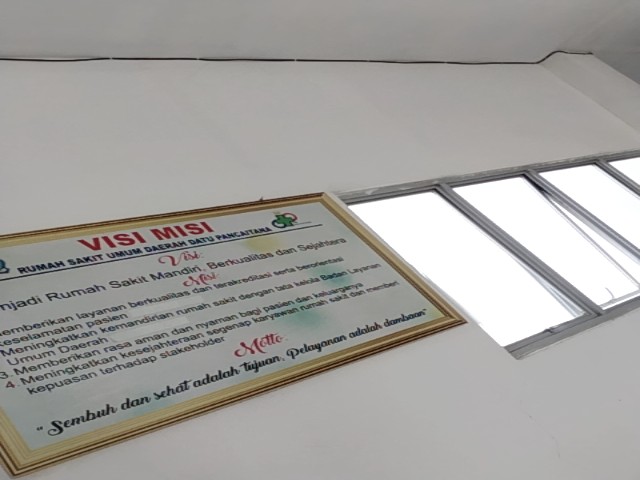 VISI MISI
RUMAH SAKIT UMUM DAERAH DATU PANCAITANA
Visi:
njadi Rumah Sakit Mandiri, Berkualitas dan Sejahtera
Misi:
emberikan layanan berkualitas dan terakreditasi serta berorientasi
keselamatan pasien
Meningkatkan kemandirian rumah sakit dengan tata kelola Badan Layanan
Umum Daerah
3. Memberikan rasa aman dan nyaman bagi pasien dan keluarganya
4. Meningkatkan kesejahteraan segenap karyawan rumah sakit dan memberi
kepuasan terhadap stakeholder
Motto:
"Sembuh dan sehat adalah tujuan, Pelayanan adalah dambaan"